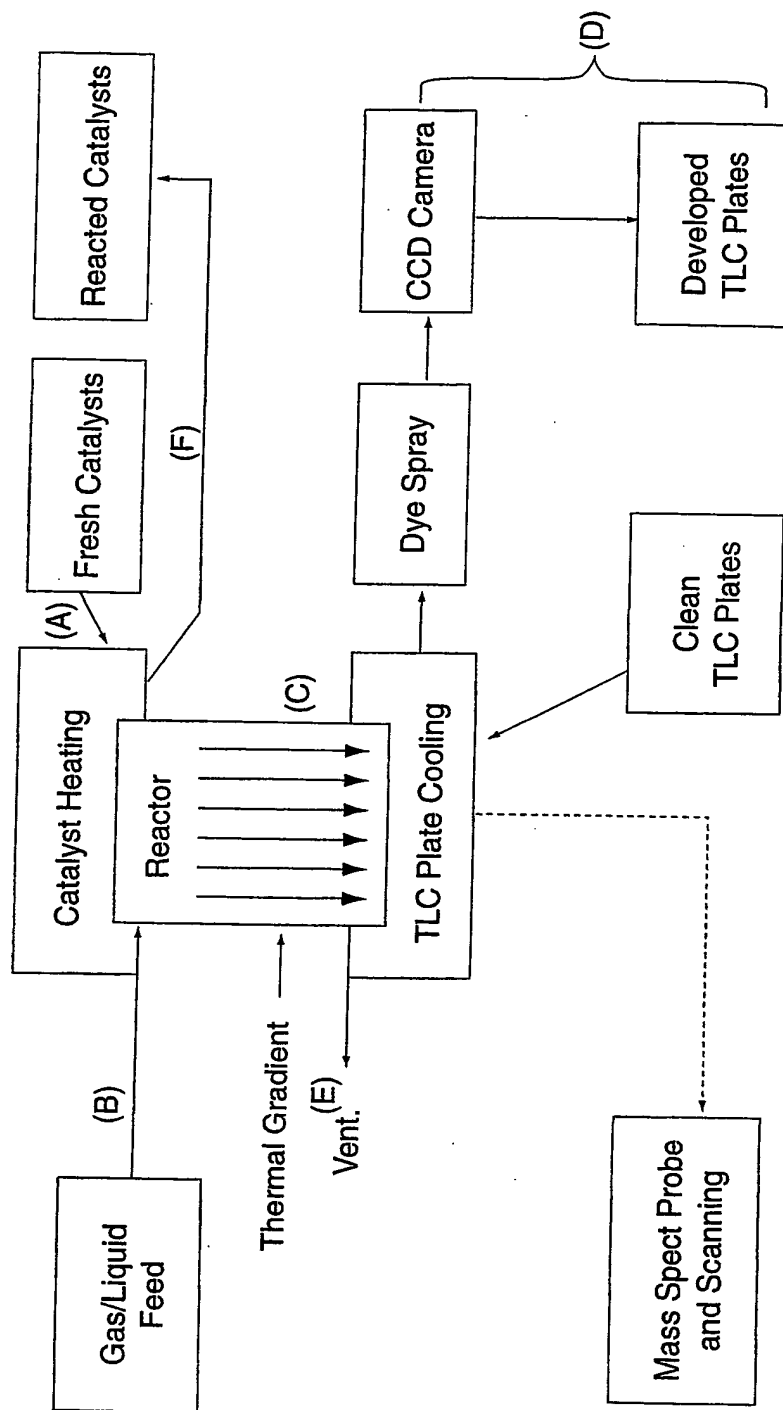 Reacted Catalysts
Fresh Catalysts
(F)
(A)
Catalyst Heating
(B)
Gas/Liquid
Feed
Reactor
(C)
Thermal Gradient
(E)
Vent.
TLC Plate Cooling
Dye Spray
CCD Camera
(D)
Developed
TLC Plates
Clean
TLC Plates
Mass Spect Probe
and Scanning